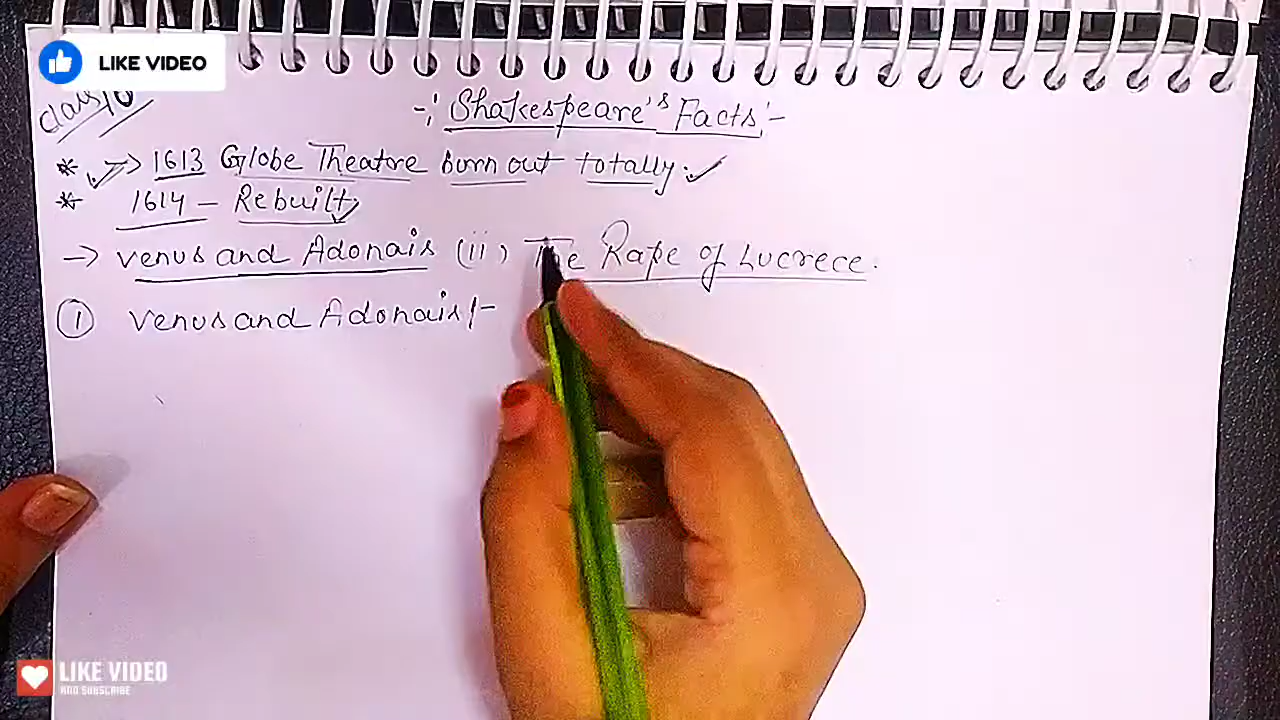 LIKE VIDEO
Class 10
-: Shakespeare's Facts :-
* → 1613 Globe Theatre burn out totally.
* 1614 - Rebuilt
→ venus and Adonais (ii) The Rape of Lucrece.
① Venus and Adonais :-
LIKE VIDEO
AND SUBSCRIBE